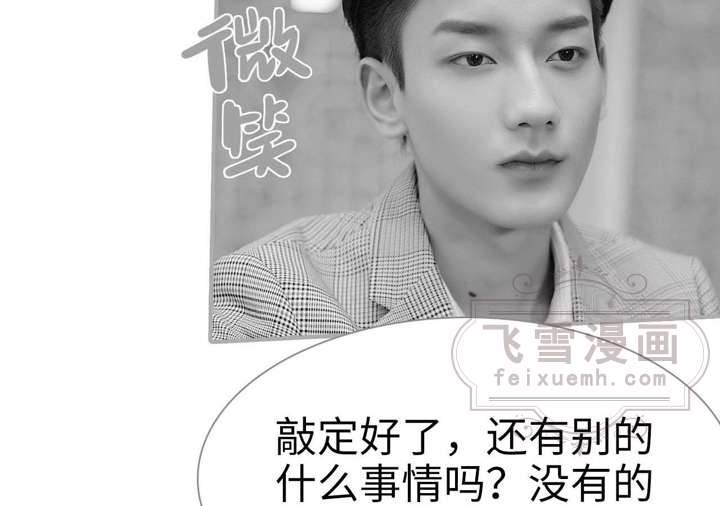 微笑
飞雪漫画
feixuemh.com
敲定好了，还有别的
什么事情吗？没有的